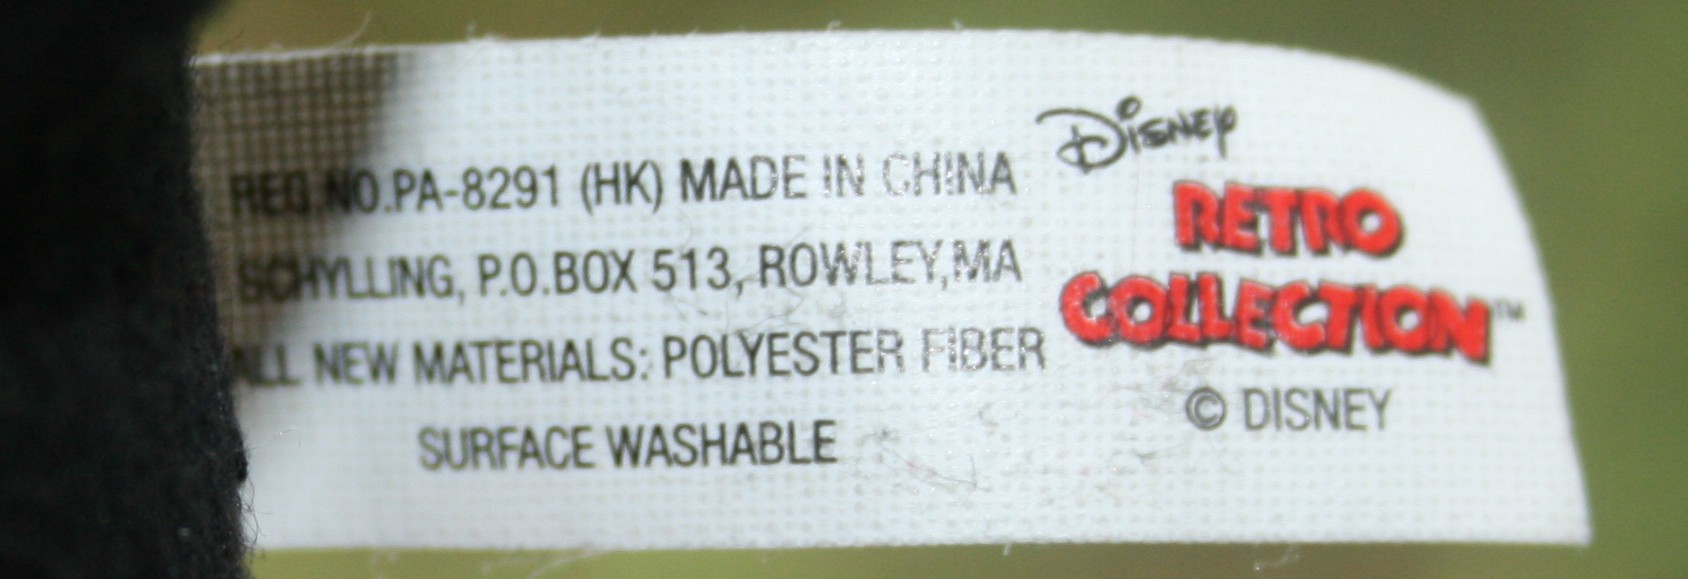 REG.NO.PA-8291 (HK) MADE IN CHINA
SCHYLLING, P.O.BOX 513, ROWLEY,MA
ALL NEW MATERIALS: POLYESTER FIBER
SURFACE WASHABLE
Disney
RETRO
COLLECTION™
© DISNEY